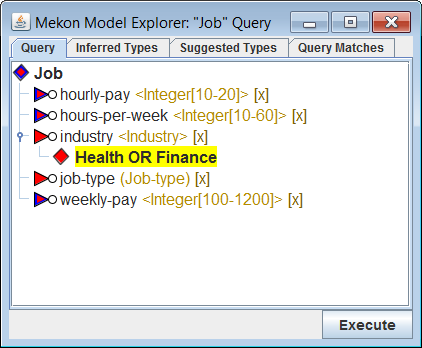 Mekon Model Explorer: "Job" Query
Query Inferred Types Suggested Types Query Matches
Job
hourly-pay <Integer[10-20]> [x]
hours-per-week <Integer[10-60]> [x]
industry <Industry> [x]
Health OR Finance
job-type (Job-type) [x]
weekly-pay <Integer[100-1200]> [x]
Execute